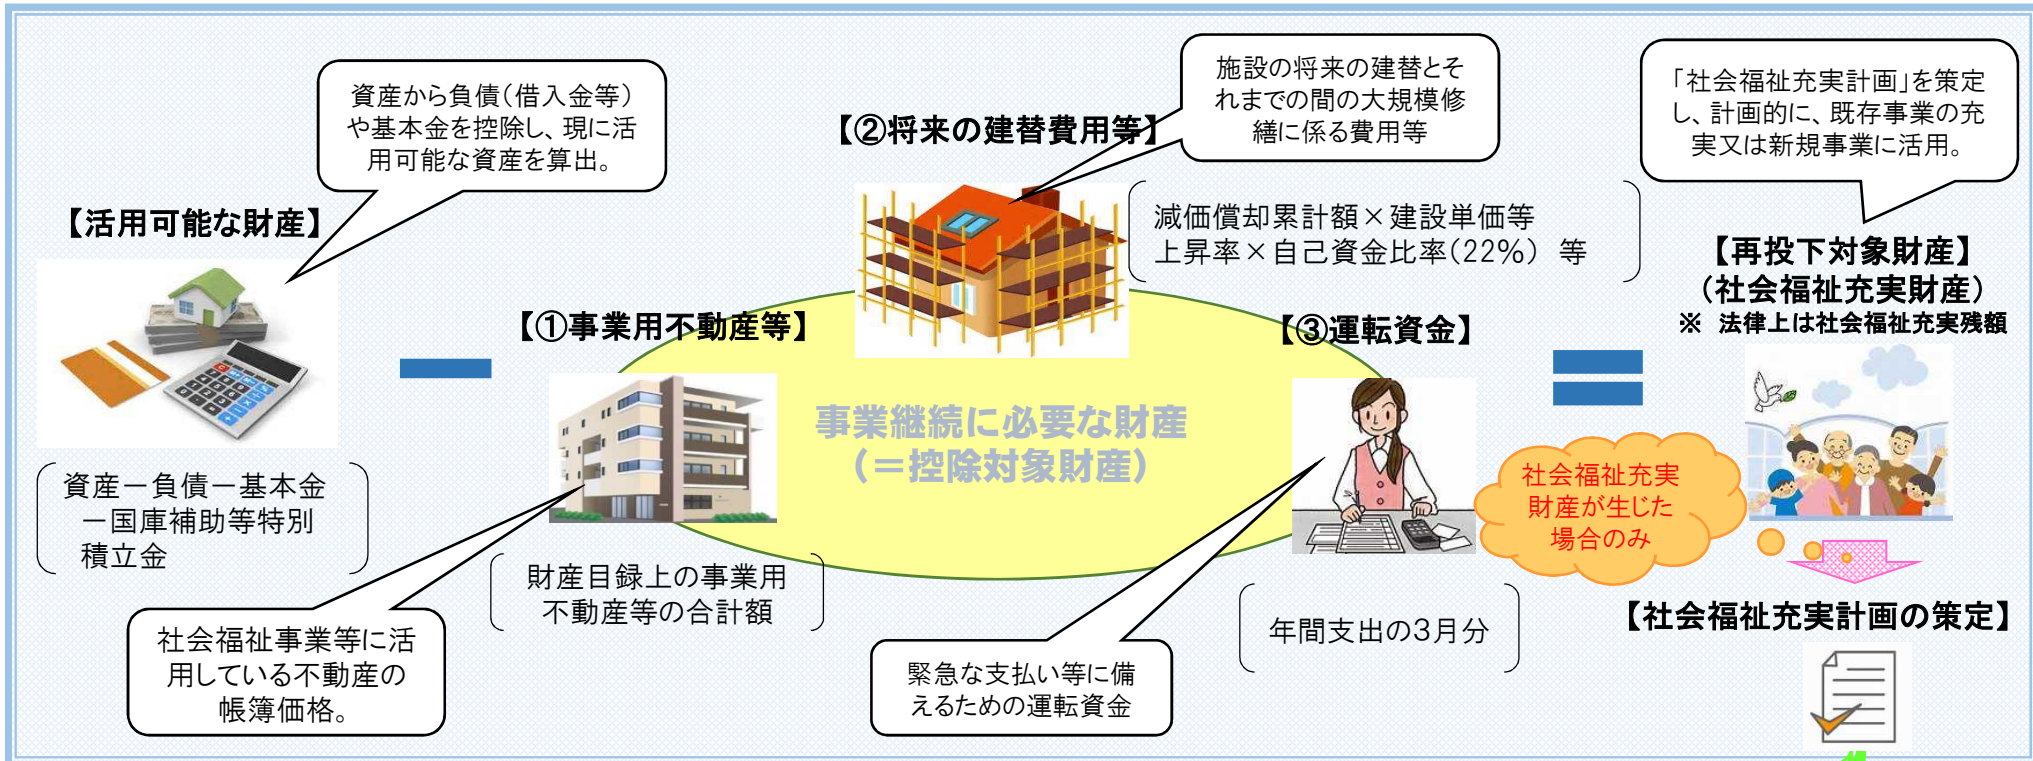 資産から負債(借入金等)
や基本金を控除し、現に活
用可能な資産を算出。
【活用可能な財産】
資産－負債－基本金
－国庫補助等特別
積立金
【①事業用不動産等】
財産目録上の事業用
不動産等の合計額
社会福祉事業等に活
用している不動産の
帳簿価格。
【②将来の建替費用等】
施設の将来の建替とそ
れまでの間の大規模修
繕に係る費用等
減価償却累計額×建設単価等
上昇率×自己資金比率(22%) 等
事業継続に必要な財産
(=控除対象財産)
【③運転資金】
年間支出の3月分
緊急な支払い等に備
えるための運転資金
「社会福祉充実計画」を策定
し、計画的に、既存事業の充
実又は新規事業に活用。
【再投下対象財産】
(社会福祉充実財産)
※ 法律上は社会福祉充実残額
社会福祉充実
財産が生じた
場合のみ
【社会福祉充実計画の策定】